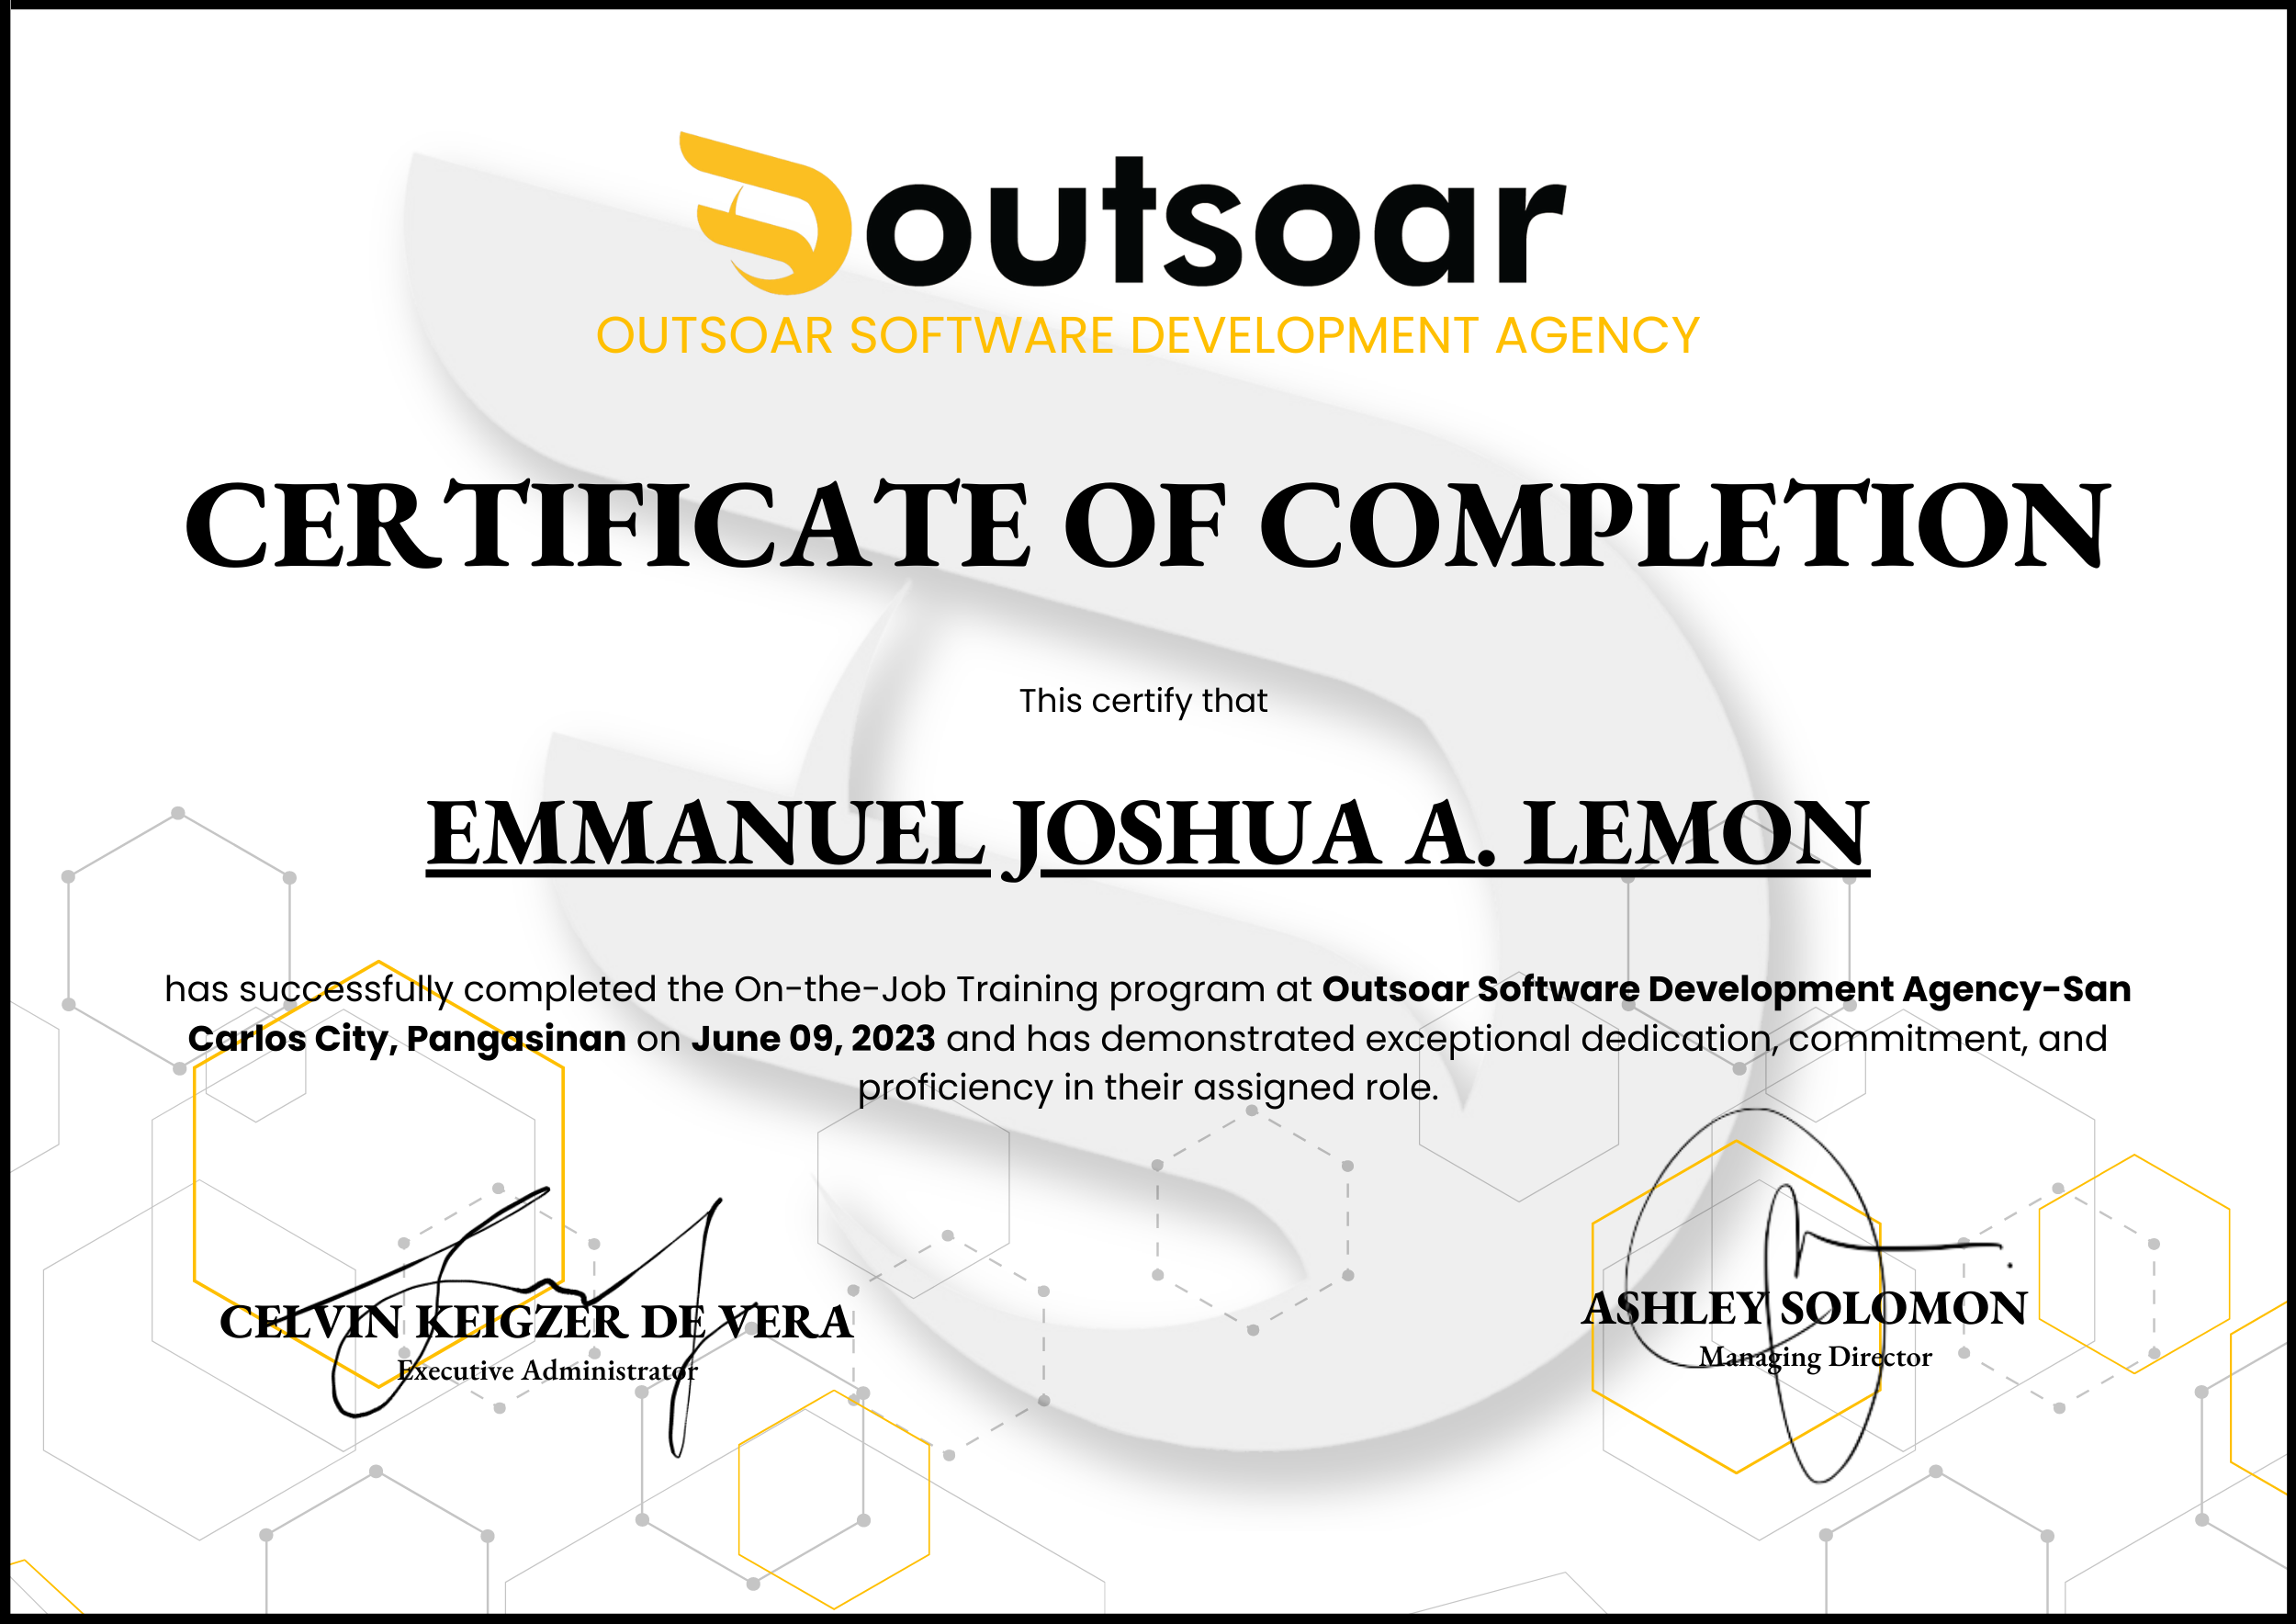 outsoar
OUTSOAR SOFTWARE DEVELOPMENT AGENCY
CERTIFICATE OF COMPLETION
This certify that
EMMANUEL JOSHUA A. LEMON
has successfully completed the On-the-Job Training program at Outsoar Software Development Agency-San
Carlos City, Pangasinan on June 09, 2023 and has demonstrated exceptional dedication, commitment, and
proficiency in their assigned role.
CELVIN KEIGZER DE VERA
Executive Administrator
ASHLEY SOLOMON
Managing Director